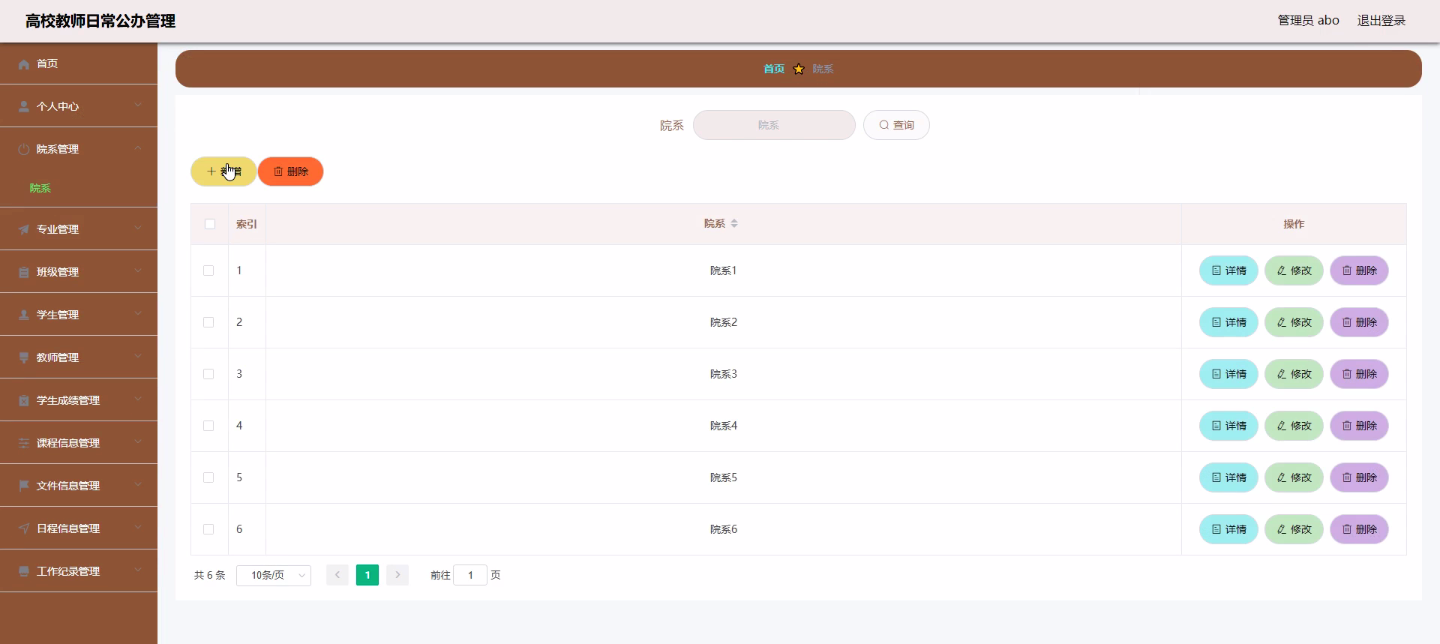 高校教师日常公办管理
管理员 abo 退出登录
首页
个人中心
院系管理
院系
专业管理
班级管理
学生管理
教师管理
学生成绩管理
课程信息管理
文件信息管理
日程信息管理
工作纪录管理
首页 院系
院系 院系 查询
删除
索引 院系 操作
1 院系1 详情 修改 删除
2 院系2 详情 修改 删除
3 院系3 详情 修改 删除
4 院系4 详情 修改 删除
5 院系5 详情 修改 删除
6 院系6 详情 修改 删除
共 6 条 10条/页 1 前往 1 页